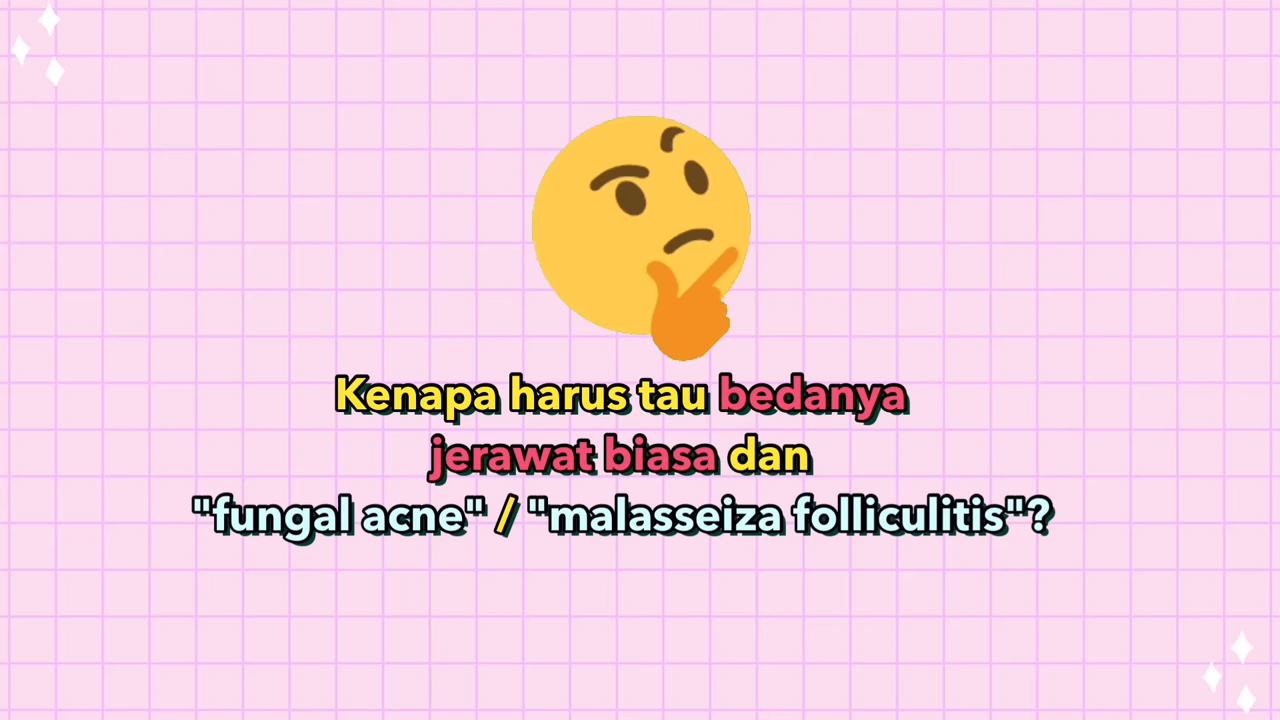 Kenapa harus tau bedanya
jerawat biasa dan
"fungal acne" / "malasseiza folliculitis"?